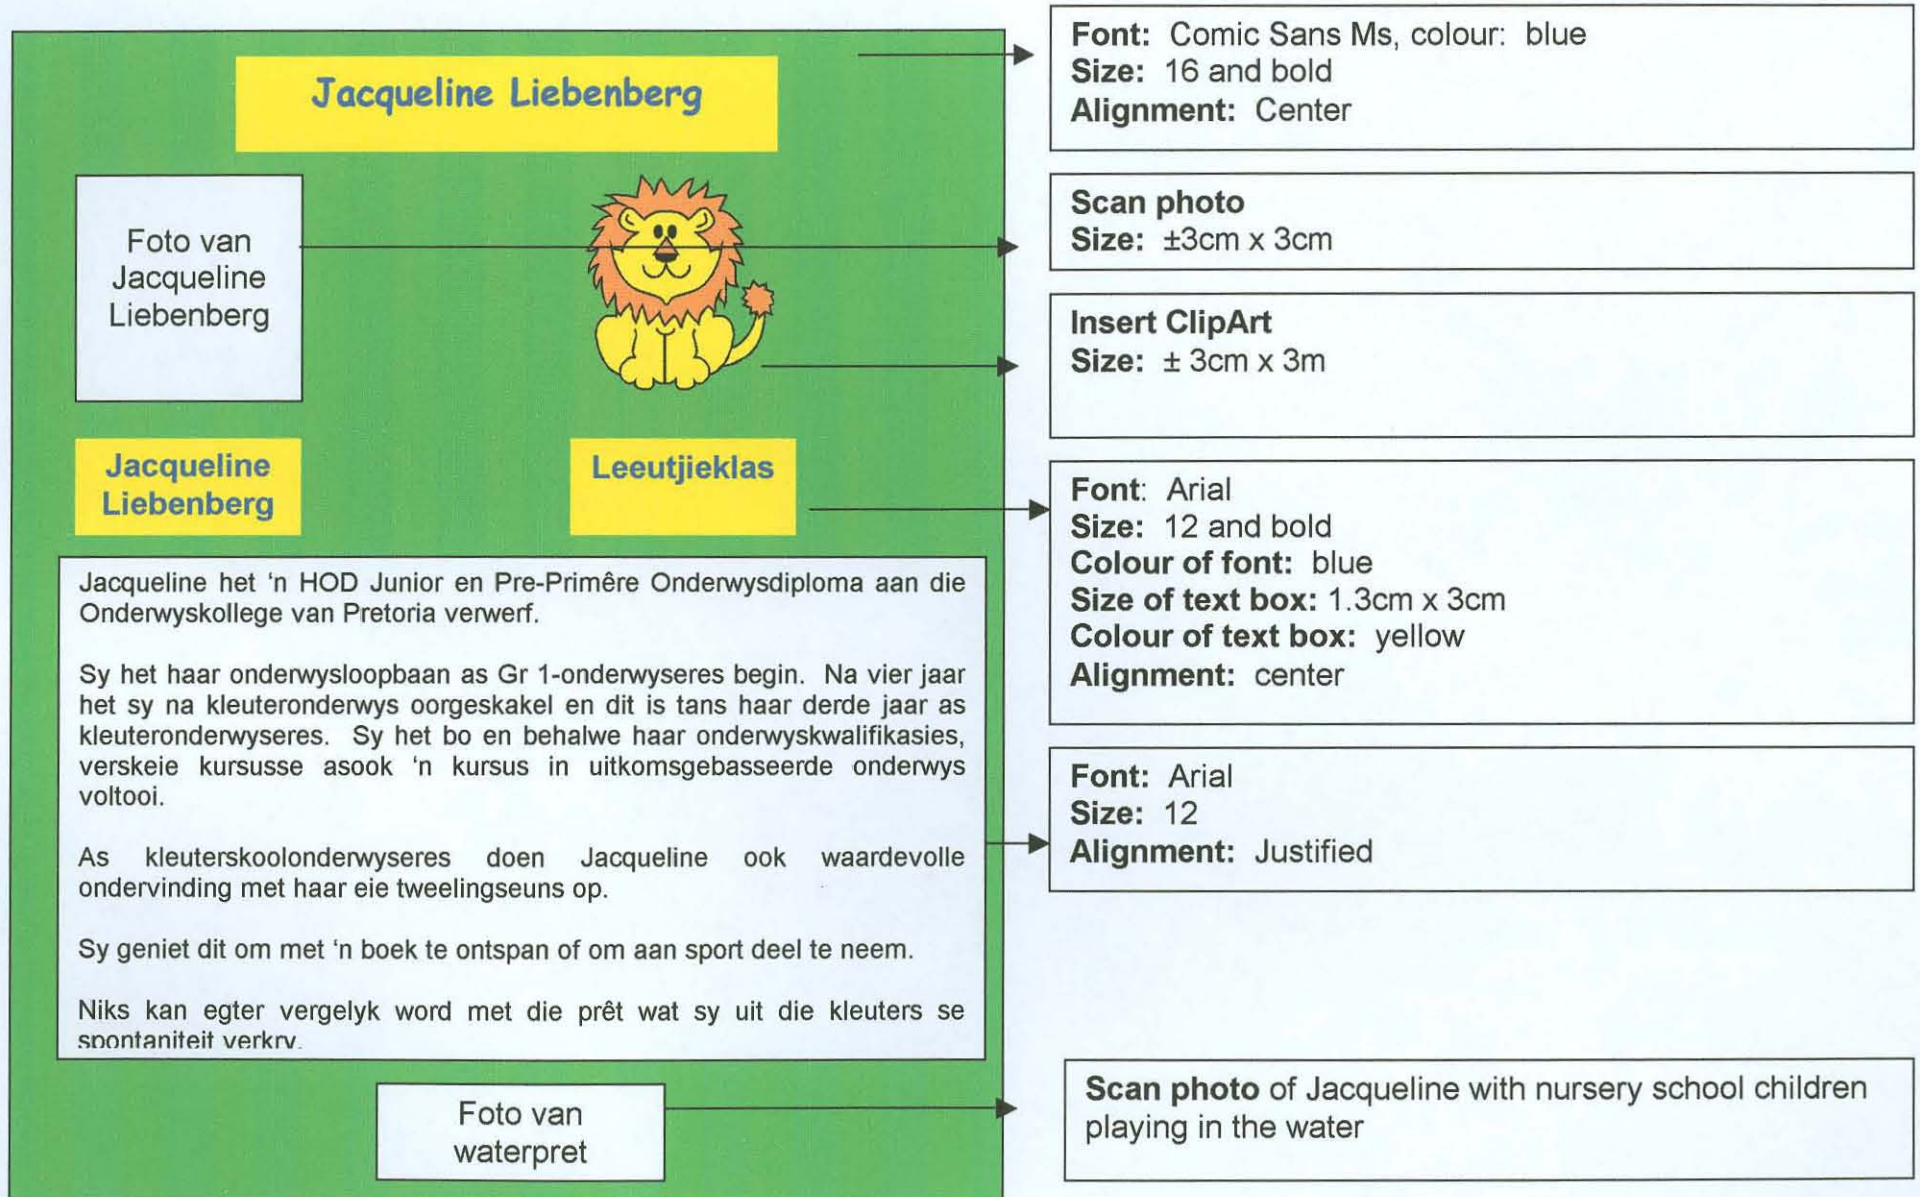 Jacqueline Liebenberg
Foto van
Jacqueline
Liebenberg
Jacqueline
Liebenberg
Leeutjieklas
Jacqueline het 'n HOD Junior en Pre-Primêre Onderwysdiploma aan die
Onderwyskollege van Pretoria verwerf.
Sy het haar onderwysloopbaan as Gr 1-onderwyseres begin. Na vier jaar
het sy na kleuteronderwys oorgeskakel en dit is tans haar derde jaar as
kleuteronderwyseres. Sy het bo en behalwe haar onderwyskwalifikasies,
verskeie kursusse asook 'n kursus in uitkomsgebasseerde onderwys
voltooi.
As kleuterskoolonderwyseres doen Jacqueline ook waardevolle
ondervinding met haar eie tweelingseuns op.
Sy geniet dit om met 'n boek te ontspan of om aan sport deel te neem.
Niks kan egter vergelyk word met die prêt wat sy uit die kleuters se
spontaniteit verkry.
Foto van
waterpret
Font: Comic Sans Ms, colour: blue
Size: 16 and bold
Alignment: Center
Scan photo
Size: ±3cm x 3cm
Insert ClipArt
Size: ± 3cm x 3m
Font: Arial
Size: 12 and bold
Colour of font: blue
Size of text box: 1.3cm x 3cm
Colour of text box: yellow
Alignment: center
Font: Arial
Size: 12
Alignment: Justified
Scan photo of Jacqueline with nursery school children
playing in the water